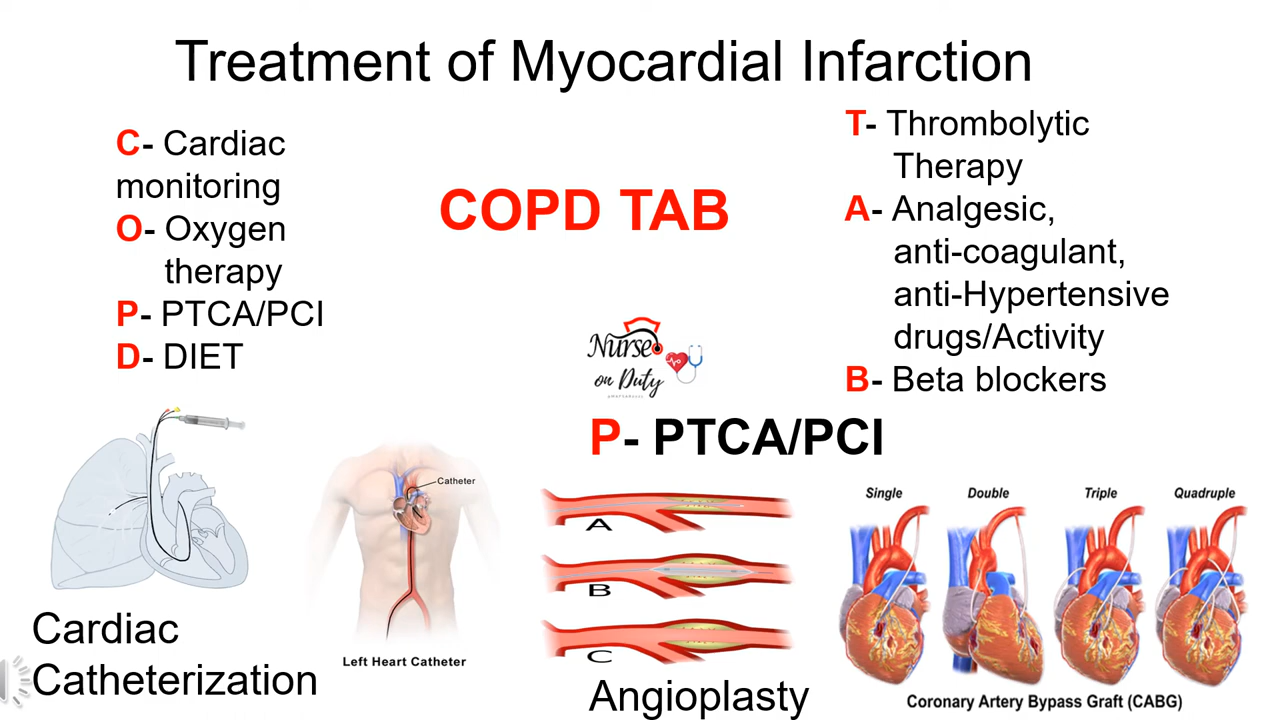 Treatment of Myocardial Infarction
C- Cardiac
monitoring
O- Oxygen
therapy
P- PTCA/PCI
D- DIET
COPD TAB
T- Thrombolytic
Therapy
A- Analgesic,
anti-coagulant,
anti-Hypertensive
drugs/Activity
B- Beta blockers
Nurse
on Duty
P- PTCA/PCI
Cardiac
Catheterization
Catheter
Left Heart Catheter
A
B
C
Angioplasty
Single Double Triple Quadruple
Coronary Artery Bypass Graft (CABG)